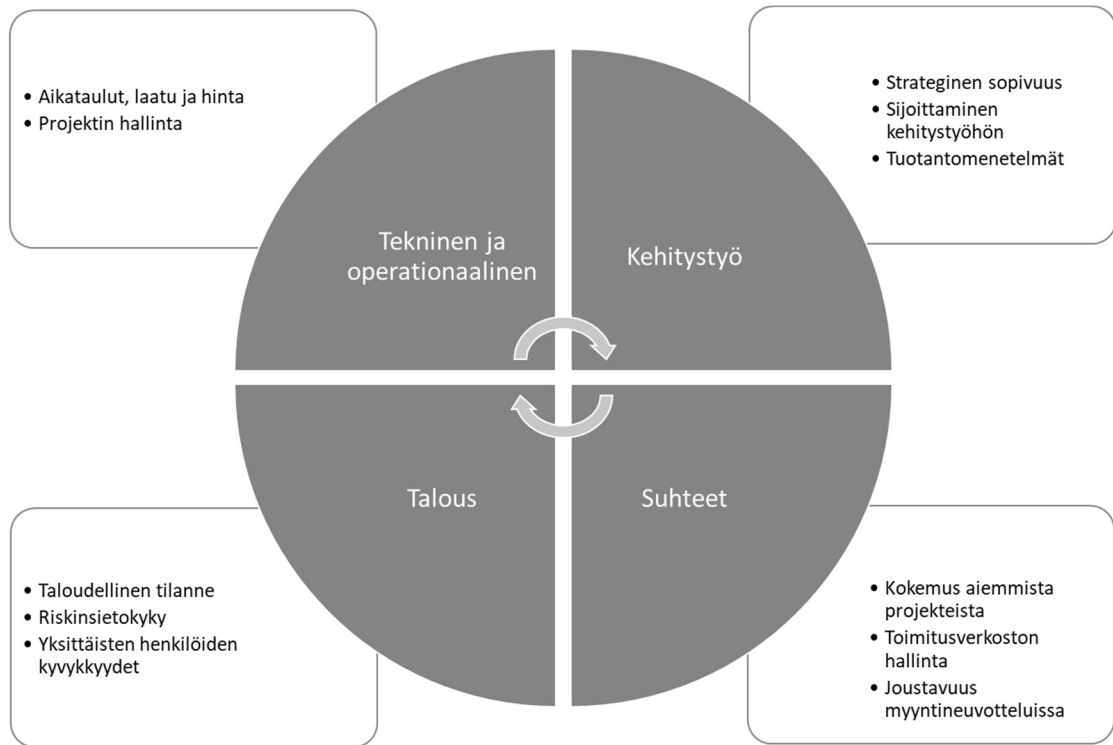 • Aikataulut, laatu ja hinta
• Projektin hallinta
• Strateginen sopivuus
• Sijoittaminen
kehitystyöhön
• Tuotantomenetelmät
Tekninen ja
operationaalinen
Kehitystyö
Talous
Suhteet
• Taloudellinen tilanne
• Riskinsietokyky
• Yksittäisten henkilöiden
kyvykkyydet
• Kokemus aiemmista
projekteista
• Toimitusverkoston
hallinta
• Joustavuus
myyntineuvotteluissa